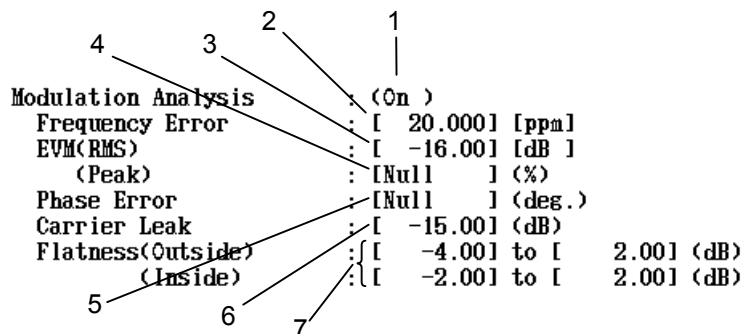 2 1
4 3
Modulation Analysis : (On )
Frequency Error : [ 20.000] [ppm]
EVM(RMS) : [ -16.00] [dB ]
(Peak) : [Null ] (%)
Phase Error : [Null ] (deg.)
Carrier Leak : [ -15.00] (dB)
Flatness(Outside) :{[ -4.00] to [ 2.00] (dB)
(Inside) :{[ -2.00] to [ 2.00] (dB)
5 6 7